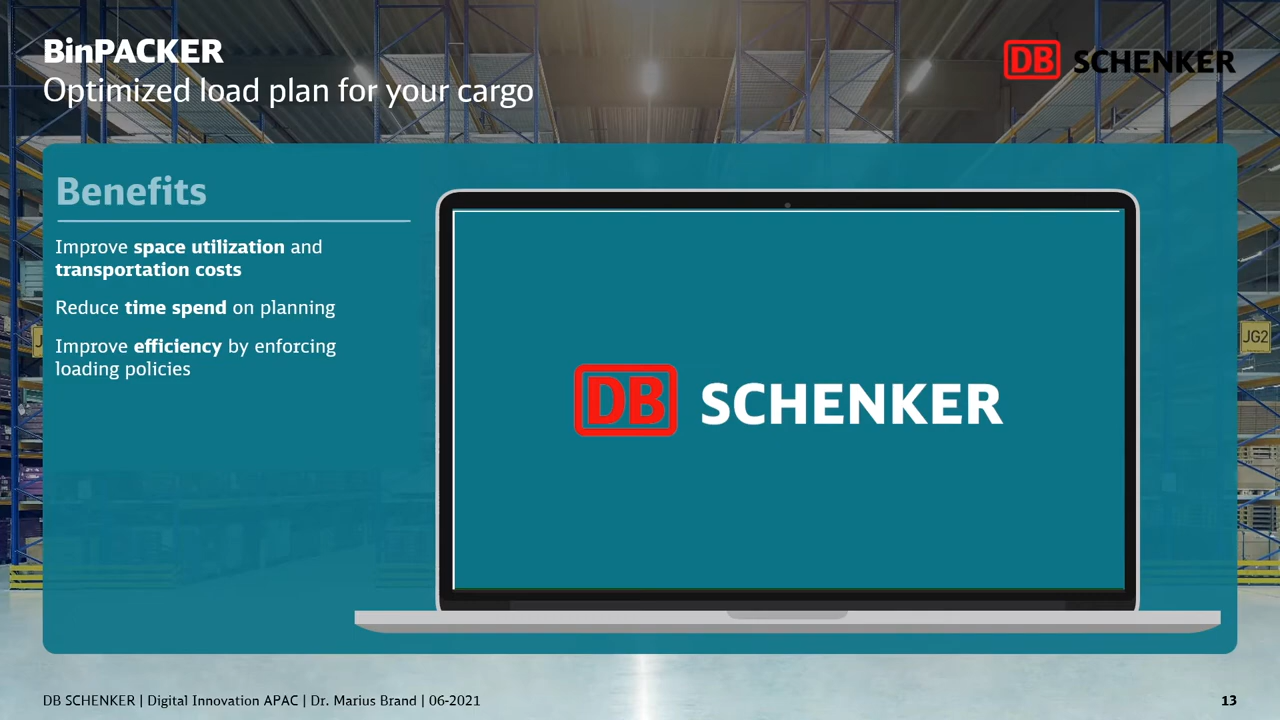 BinPACKER
Optimized load plan for your cargo
DB SCHENKER
Benefits
Improve space utilization and
transportation costs
Reduce time spend on planning
Improve efficiency by enforcing
loading policies
DB SCHENKER
JG2
DB SCHENKER | Digital Innovation APAC | Dr. Marius Brand | 06-2021
13